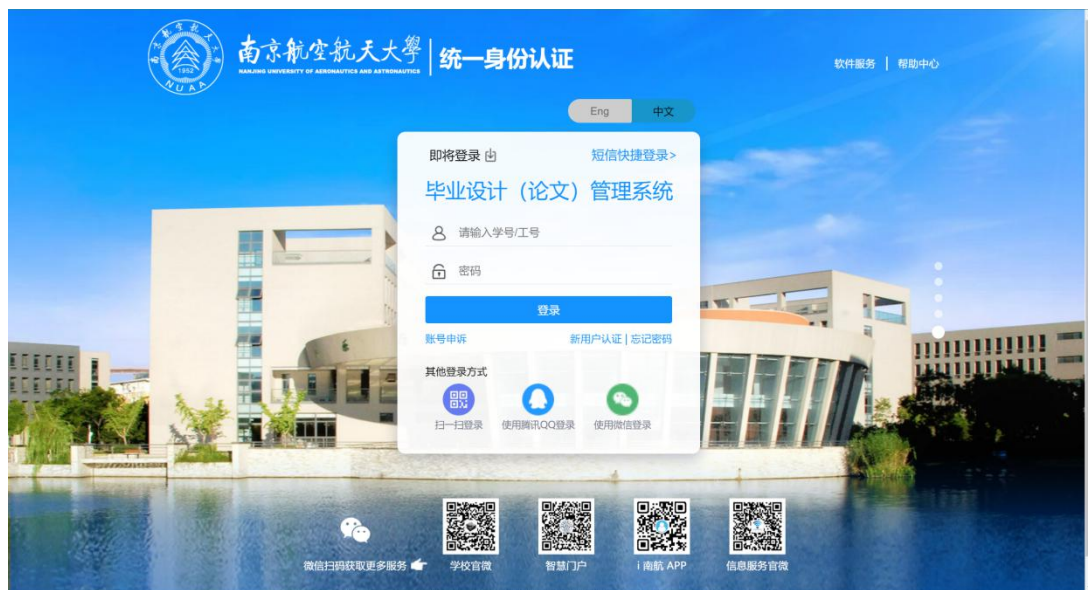 南京航空航天大學
NANJING UNIVERSITY OF AERONAUTICS AND ASTRONAUTICS
1952
NUAA
统一身份认证
软件服务 | 帮助中心
Eng 中文
即将登录 短信快捷登录>
毕业设计（论文）管理系统
请输入学号/工号
密码
登录
账号申诉 新用户认证 | 忘记密码
其他登录方式
扫一扫登录 使用腾讯QQ登录 使用微信登录
微信扫码获取更多服务 学校官微 智慧门户 i 南航 APP 信息服务官微